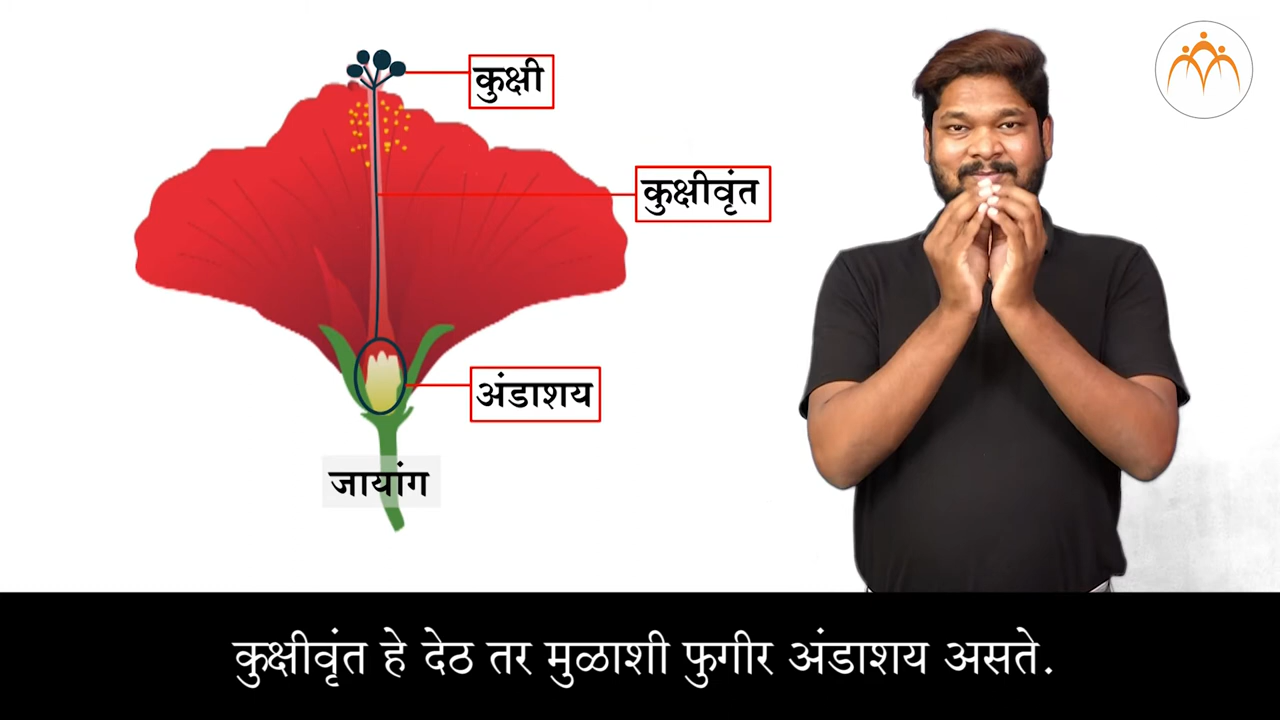 कुक्षी
कुक्षीवृंत
अंडाशय
जायांग
कुक्षीवृंत हे देठ तर मुळाशी फुगीर अंडाशय असते.